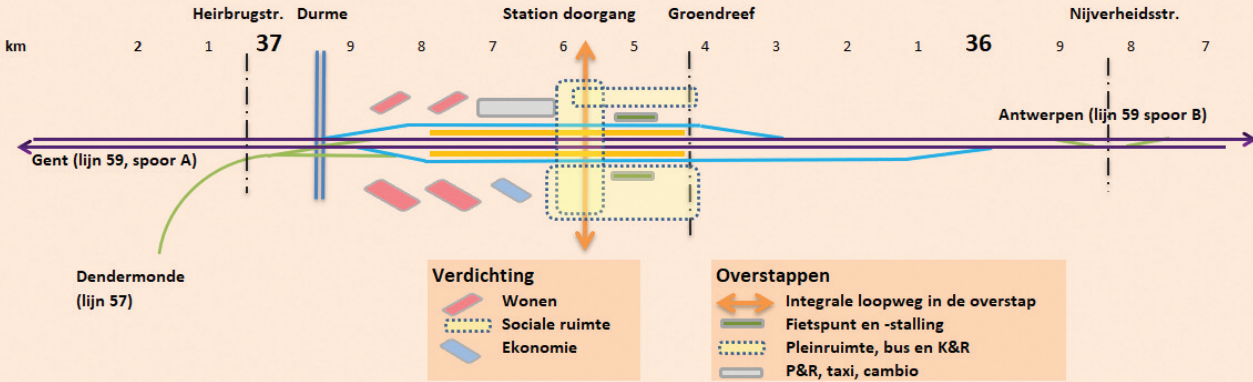 Heirbrugstr. Durme Station doorgang Groendreef Nijverheidsstr.
km 2 1 37 9 8 7 6 5 4 3 2 1 36 9 8 7
Antwerpen (lijn 59 spoor B)
Gent (lijn 59, spoor A)
Dendermonde
(lijn 57)
Verdichting
Wonen
Sociale ruimte
Ekonomie
Overstappen
Integrale loopweg in de overstap
Fietspunt en -stalling
Pleinruimte, bus en K&R
P&R, taxi, cambio